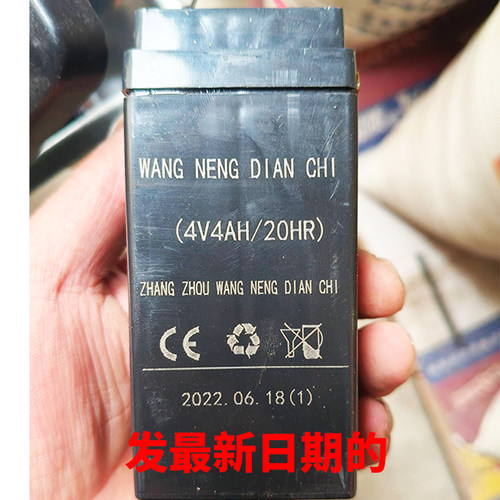 WANG NENG DIAN CHI
(4V4AH/20HR)
ZHANG ZHOU WANG NENG DIAN CHI
CE
2022.06.18(1)
发最新日期的